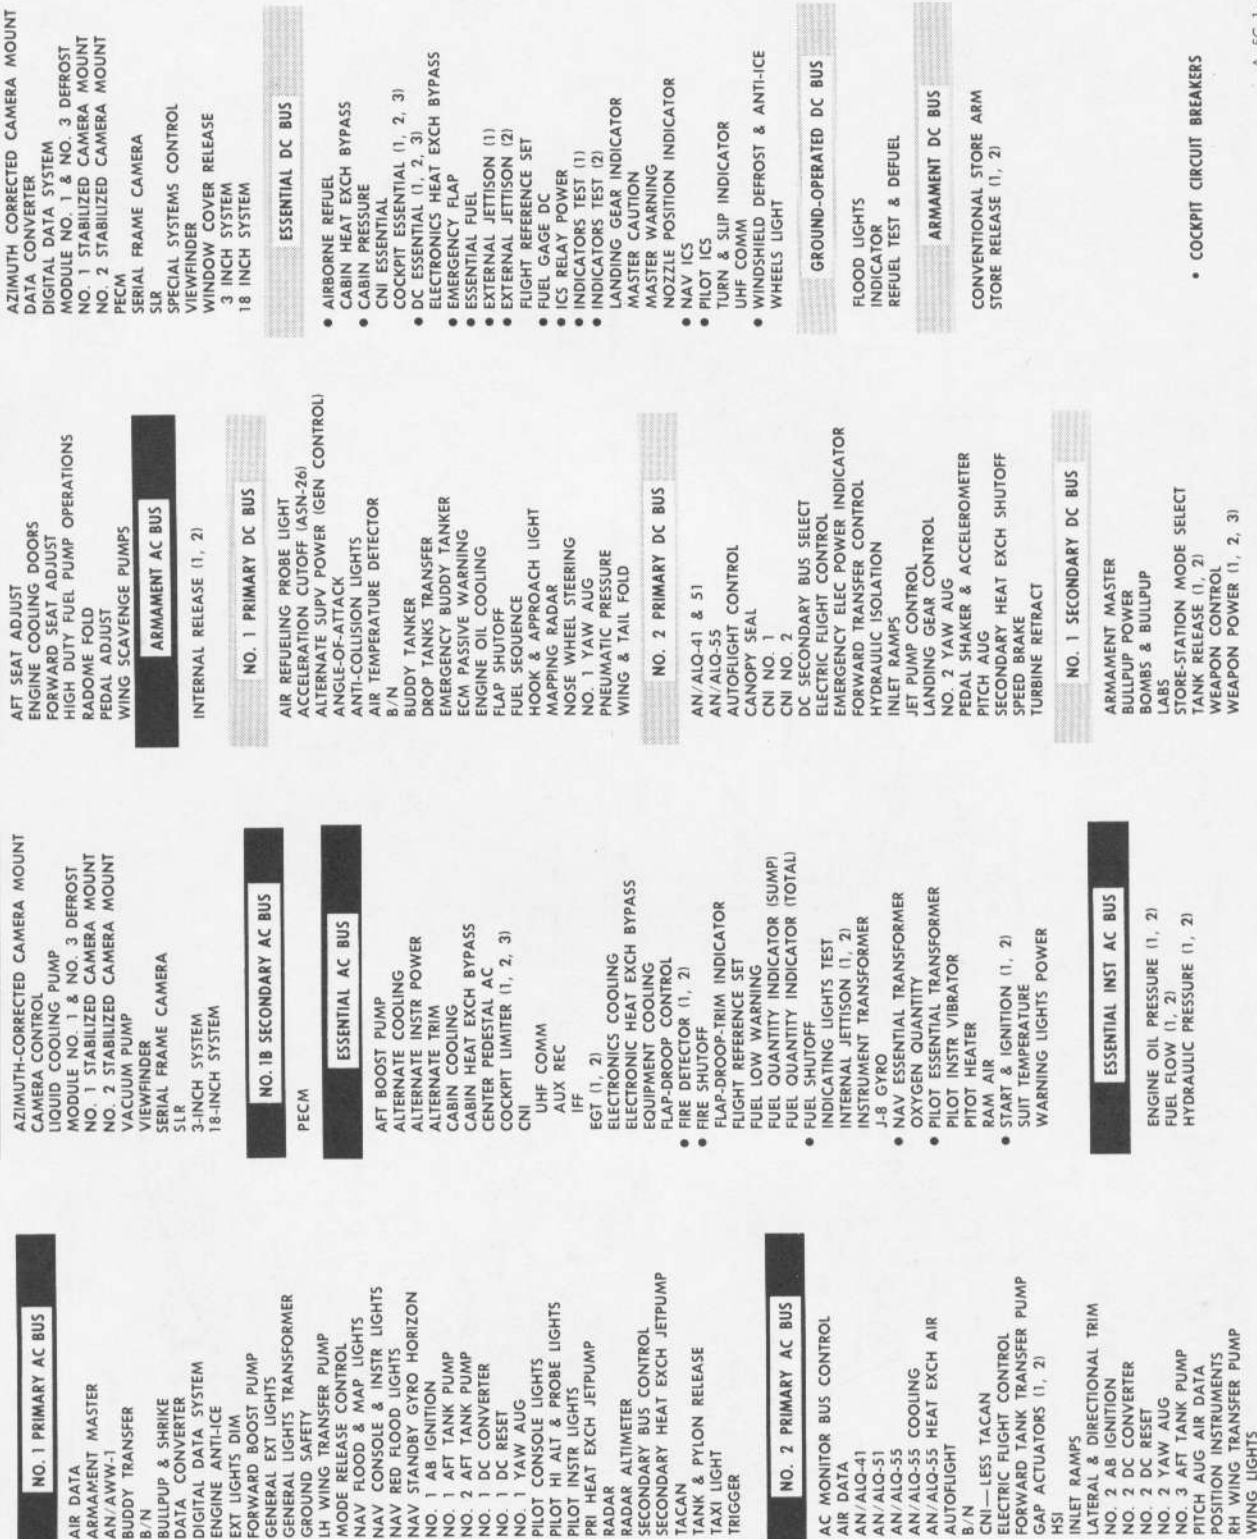 NO. 1 PRIMARY AC BUS
AIR DATA
ARMAMENT MASTER
AN/AWW-1
BUDDY TRANSFER
B/N
BULLPUP & SHRIKE
DATA CONVERTER
DIGITAL DATA SYSTEM
ENGINE ANTI-ICE
EXT LIGHTS DIM
FORWARD BOOST PUMP
GENERAL EXT LIGHTS
GENERAL LIGHTS TRANSFORMER
GROUND SAFETY
LH WING TRANSFER PUMP
MODE RELEASE CONTROL
NAV FLOOD & MAP LIGHTS
NAV CONSOLE & INSTR LIGHTS
NAV RED FLOOD LIGHTS
NAV STANDBY GYRO HORIZON
NO. 1 AB IGNITION
NO. 1 AFT TANK PUMP
NO. 2 AFT TANK PUMP
NO. 1 DC CONVERTER
NO. 1 DC RESET
NO. 1 YAW AUG
PILOT CONSOLE LIGHTS
PILOT HI ALT & PROBE LIGHTS
PILOT INSTR LIGHTS
PRI HEAT EXCH JETPUMP
RADAR
RADAR ALTIMETER
SECONDARY BUS CONTROL
SECONDARY HEAT EXCH JETPUMP
TACAN
TANK & PYLON RELEASE
TAXI LIGHT
TRIGGER
NO. 2 PRIMARY AC BUS
AC MONITOR BUS CONTROL
AIR DATA
AN/ALQ-41
AN/ALQ-51
AN/ALQ-55
AN/ALQ-55 COOLING
AN/ALQ-55 HEAT EXCH AIR
AUTOFLIGHT
B/N
CNI—LESS TACAN
ELECTRIC FLIGHT CONTROL
FORWARD TANK TRANSFER PUMP
GAP ACTUATORS (1, 2)
HSI
INLET RAMPS
LATERAL & DIRECTIONAL TRIM
NO. 2 AB IGNITION
NO. 2 DC CONVERTER
NO. 2 DC RESET
NO. 2 YAW AUG
NO. 3 AFT TANK PUMP
PITCH AUG AIR DATA
POSITION INSTRUMENTS
RH WING TRANSFER PUMP
WING LIGHTS
AZIMUTH-CORRECTED CAMERA MOUNT
CAMERA CONTROL
LIQUID COOLING PUMP
MODULE NO. 1 & NO. 3 DEFROST
NO. 1 STABILIZED CAMERA MOUNT
NO. 2 STABILIZED CAMERA MOUNT
VACUUM PUMP
VIEWFINDER
SERIAL FRAME CAMERA
SLR
3-INCH SYSTEM
18-INCH SYSTEM
NO. 1B SECONDARY AC BUS
PECM
ESSENTIAL AC BUS
AFT BOOST PUMP
ALTERNATE COOLING
ALTERNATE INSTR POWER
ALTERNATE TRIM
CABIN COOLING
CABIN HEAT EXCH BYPASS
CENTER PEDESTAL AC
COCKPIT LIMITER (1, 2, 3)
CNI
UHF COMM
AUX REC
IFF
EGT (1, 2)
ELECTRONICS COOLING
ELECTRONIC HEAT EXCH BYPASS
EQUIPMENT COOLING
FLAP-DROOP CONTROL
• FIRE DETECTOR (1, 2)
• FIRE SHUTOFF
FLAP-DROOP-TRIM INDICATOR
FLIGHT REFERENCE SET
FUEL LOW WARNING
FUEL QUANTITY INDICATOR (SUMP)
FUEL QUANTITY INDICATOR (TOTAL)
• FUEL SHUTOFF
INDICATING LIGHTS TEST
INTERNAL JETTISON (1, 2)
INSTRUMENT TRANSFORMER
J-8 GYRO
• NAV ESSENTIAL TRANSFORMER
OXYGEN QUANTITY
• PILOT ESSENTIAL TRANSFORMER
PILOT INSTR VIBRATOR
PITOT HEATER
RAM AIR
• START & IGNITION (1, 2)
SUIT TEMPERATURE
WARNING LIGHTS POWER
ESSENTIAL INST AC BUS
ENGINE OIL PRESSURE (1, 2)
FUEL FLOW (1, 2)
HYDRAULIC PRESSURE (1, 2)
AFT SEAT ADJUST
ENGINE COOLING DOORS
FORWARD SEAT ADJUST
HIGH DUTY FUEL PUMP OPERATIONS
RADOME FOLD
PEDAL ADJUST
WING SCAVENGE PUMPS
ARMAMENT AC BUS
INTERNAL RELEASE (1, 2)
NO. 1 PRIMARY DC BUS
AIR REFUELING PROBE LIGHT
ACCELERATION CUTOFF (ASN-26)
ALTERNATE SUPV POWER (GEN CONTROL)
ANGLE-OF-ATTACK
ANTI-COLLISION LIGHTS
AIR TEMPERATURE DETECTOR
B/N
BUDDY TANKER
DROP TANKS TRANSFER
EMERGENCY BUDDY TANKER
ECM PASSIVE WARNING
ENGINE OIL COOLING
FLAP SHUTOFF
FUEL SEQUENCE
HOOK & APPROACH LIGHT
MAPPING RADAR
NOSE WHEEL STEERING
NO. 1 YAW AUG
PNEUMATIC PRESSURE
WING & TAIL FOLD
NO. 2 PRIMARY DC BUS
AN/ALQ-41 & 51
AN/ALQ-55
AUTOFLIGHT CONTROL
CANOPY SEAL
CNI NO. 1
CNI NO. 2
DC SECONDARY BUS SELECT
ELECTRIC FLIGHT CONTROL
EMERGENCY ELEC POWER INDICATOR
FORWARD TRANSFER CONTROL
HYDRAULIC ISOLATION
INLET RAMPS
JET PUMP CONTROL
LANDING GEAR CONTROL
NO. 2 YAW AUG
PEDAL SHAKER & ACCELEROMETER
PITCH AUG
SECONDARY HEAT EXCH SHUTOFF
SPEED BRAKE
TURBINE RETRACT
NO. 1 SECONDARY DC BUS
ARMAMENT MASTER
BULLPUP POWER
BOMBS & BULLPUP
LABS
STORE-STATION MODE SELECT
TANK RELEASE (1, 2)
WEAPON CONTROL
WEAPON POWER (1, 2, 3)
AZIMUTH CORRECTED CAMERA MOUNT
DATA CONVERTER
DIGITAL DATA SYSTEM
MODULE NO. 1 & NO. 3 DEFROST
NO. 1 STABILIZED CAMERA MOUNT
NO. 2 STABILIZED CAMERA MOUNT
PECM
SERIAL FRAME CAMERA
SLR
SPECIAL SYSTEMS CONTROL
VIEWFINDER
WINDOW COVER RELEASE
3 INCH SYSTEM
18 INCH SYSTEM
ESSENTIAL DC BUS
• AIRBORNE REFUEL
CABIN HEAT EXCH BYPASS
• CABIN PRESSURE
CNI ESSENTIAL
COCKPIT ESSENTIAL (1, 2, 3)
• DC ESSENTIAL (1, 2, 3)
ELECTRONICS HEAT EXCH BYPASS
• EMERGENCY FLAP
• ESSENTIAL FUEL
• EXTERNAL JETTISON (1)
• EXTERNAL JETTISON (2)
FLIGHT REFERENCE SET
• FUEL GAGE DC
• ICS RELAY POWER
• INDICATORS TEST (1)
• INDICATORS TEST (2)
LANDING GEAR INDICATOR
MASTER CAUTION
MASTER WARNING
NOZZLE POSITION INDICATOR
• NAV ICS
• PILOT ICS
TURN & SLIP INDICATOR
UHF COMM
• WINDSHIELD DEFROST & ANTI-ICE
WHEELS LIGHT
GROUND-OPERATED DC BUS
FLOOD LIGHTS
INDICATOR
REFUEL TEST & DEFUEL
ARMAMENT DC BUS
CONVENTIONAL STORE ARM
STORE RELEASE (1, 2)
• COCKPIT CIRCUIT BREAKERS